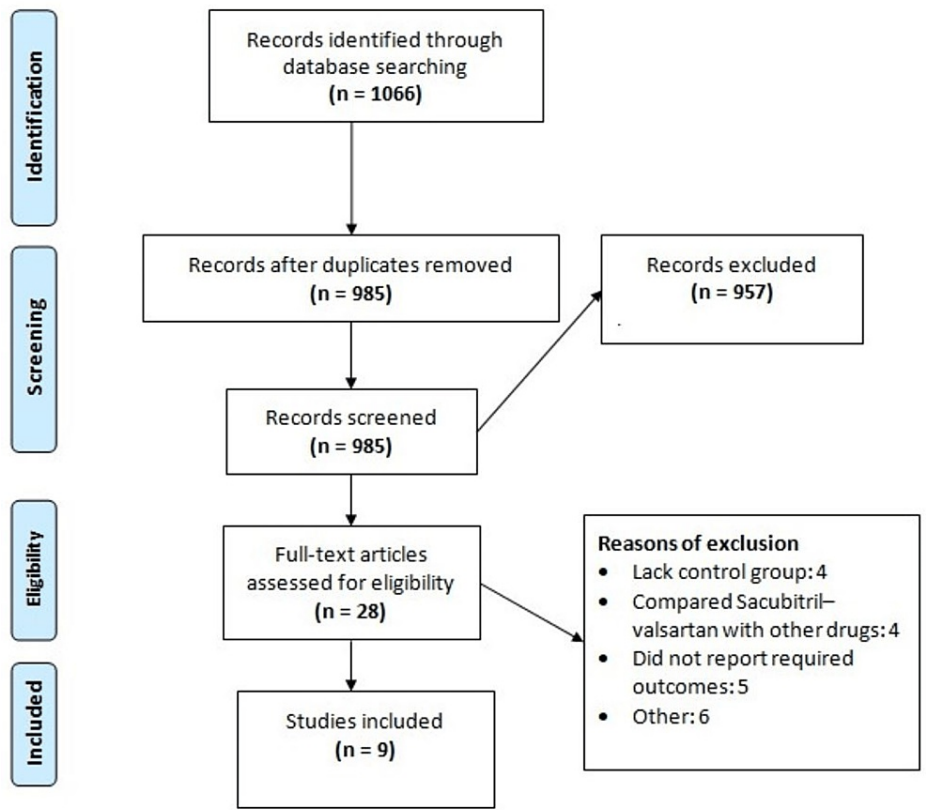 Identification
Records identified through
database searching
(n = 1066)
Screening
Records after duplicates removed
(n = 985)
Records excluded
(n = 957)
.
Records screened
(n = 985)
Eligibility
Full-text articles
assessed for eligibility
(n = 28)
Reasons of exclusion
• Lack control group: 4
• Compared Sacubitril–
valsartan with other drugs: 4
• Did not report required
outcomes: 5
• Other: 6
Included
Studies included
(n = 9)